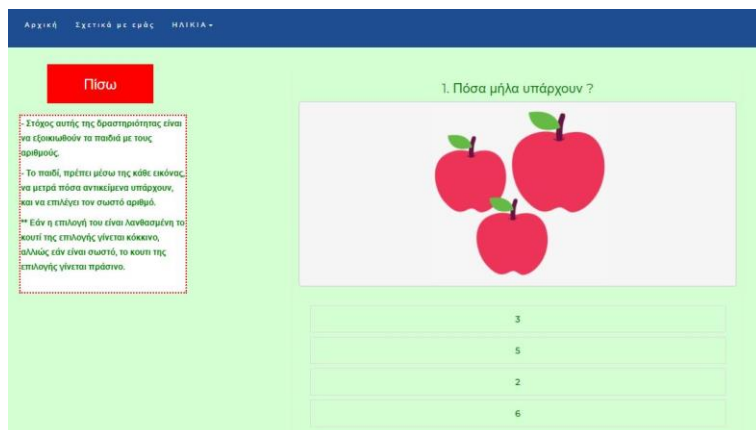 Αρχική Σχετικά με εμάς ΗΛΙΚΙΑ
Πίσω
- Στόχος αυτής της δραστηριότητας είναι
να εξοικιωθούν τα παιδιά με τους
αριθμούς.
- Το παιδί, πρέπει μέσω της κάθε εικόνας,
να μετρά πόσα αντικείμενα υπάρχουν,
και να επιλέγει τον σωστό αριθμό.
** Εάν η επιλογή του είναι λανθασμένη το
κουτί της επιλογής γίνεται κόκκινο,
αλλιώς εάν είναι σωστό, το κουτι της
επιλογής γίνεται πράσινο.
1. Πόσα μήλα υπάρχουν ?
3
5
2
6